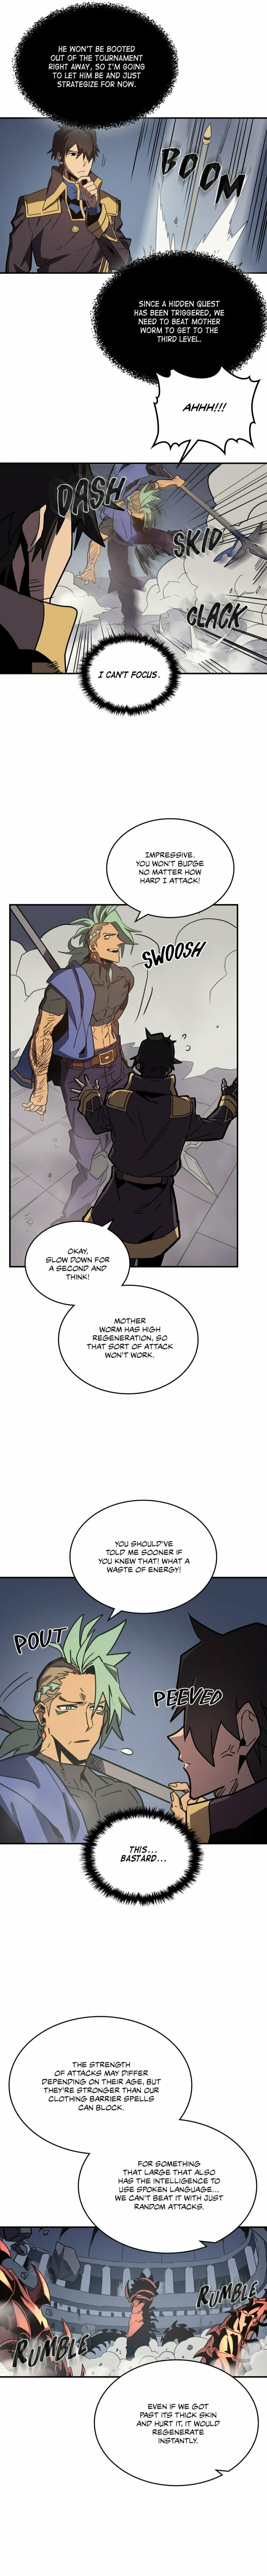 HE WON'T BE BOOTED
OUT OF THE TOURNAMENT
RIGHT AWAY, SO I'M GOING
TO LET HIM BE AND JUST
STRATEGIZE FOR NOW.
BOOM
SINCE A HIDDEN QUEST
HAS BEEN TRIGGERED, WE
NEED TO BEAT MOTHER
WORM TO GET TO THE
THIRD LEVEL.
AHHH!!!
DASH
SKID
CLACK
I CAN'T FOCUS.
IMPRESSIVE.
YOU WON'T BUDGE
NO MATTER HOW
HARD I ATTACK!
SWOOSH
??
OKAY,
SLOW DOWN FOR
A SECOND AND
THINK!
MOTHER
WORM HAS HIGH
REGENERATION, SO
THAT SORT OF ATTACK
WON'T WORK.
YOU SHOULD'VE
TOLD ME SOONER IF
YOU KNEW THAT! WHAT A
WASTE OF ENERGY!
POUT
PEEVED
THIS...
BASTARD...
THE STRENGTH
OF ATTACKS MAY DIFFER
DEPENDING ON THEIR AGE, BUT
THEY'RE STRONGER THAN OUR
CLOTHING BARRIER SPELLS
CAN BLOCK.
FOR SOMETHING
THAT LARGE THAT ALSO
HAS THE INTELLIGENCE TO
USE SPOKEN LANGUAGE...
WE CAN'T BEAT IT WITH JUST
RANDOM ATTACKS.
RUMBLE
RUMBLE
EVEN IF WE GOT
PAST ITS THICK SKIN
AND HURT IT, IT WOULD
REGENERATE
INSTANTLY.